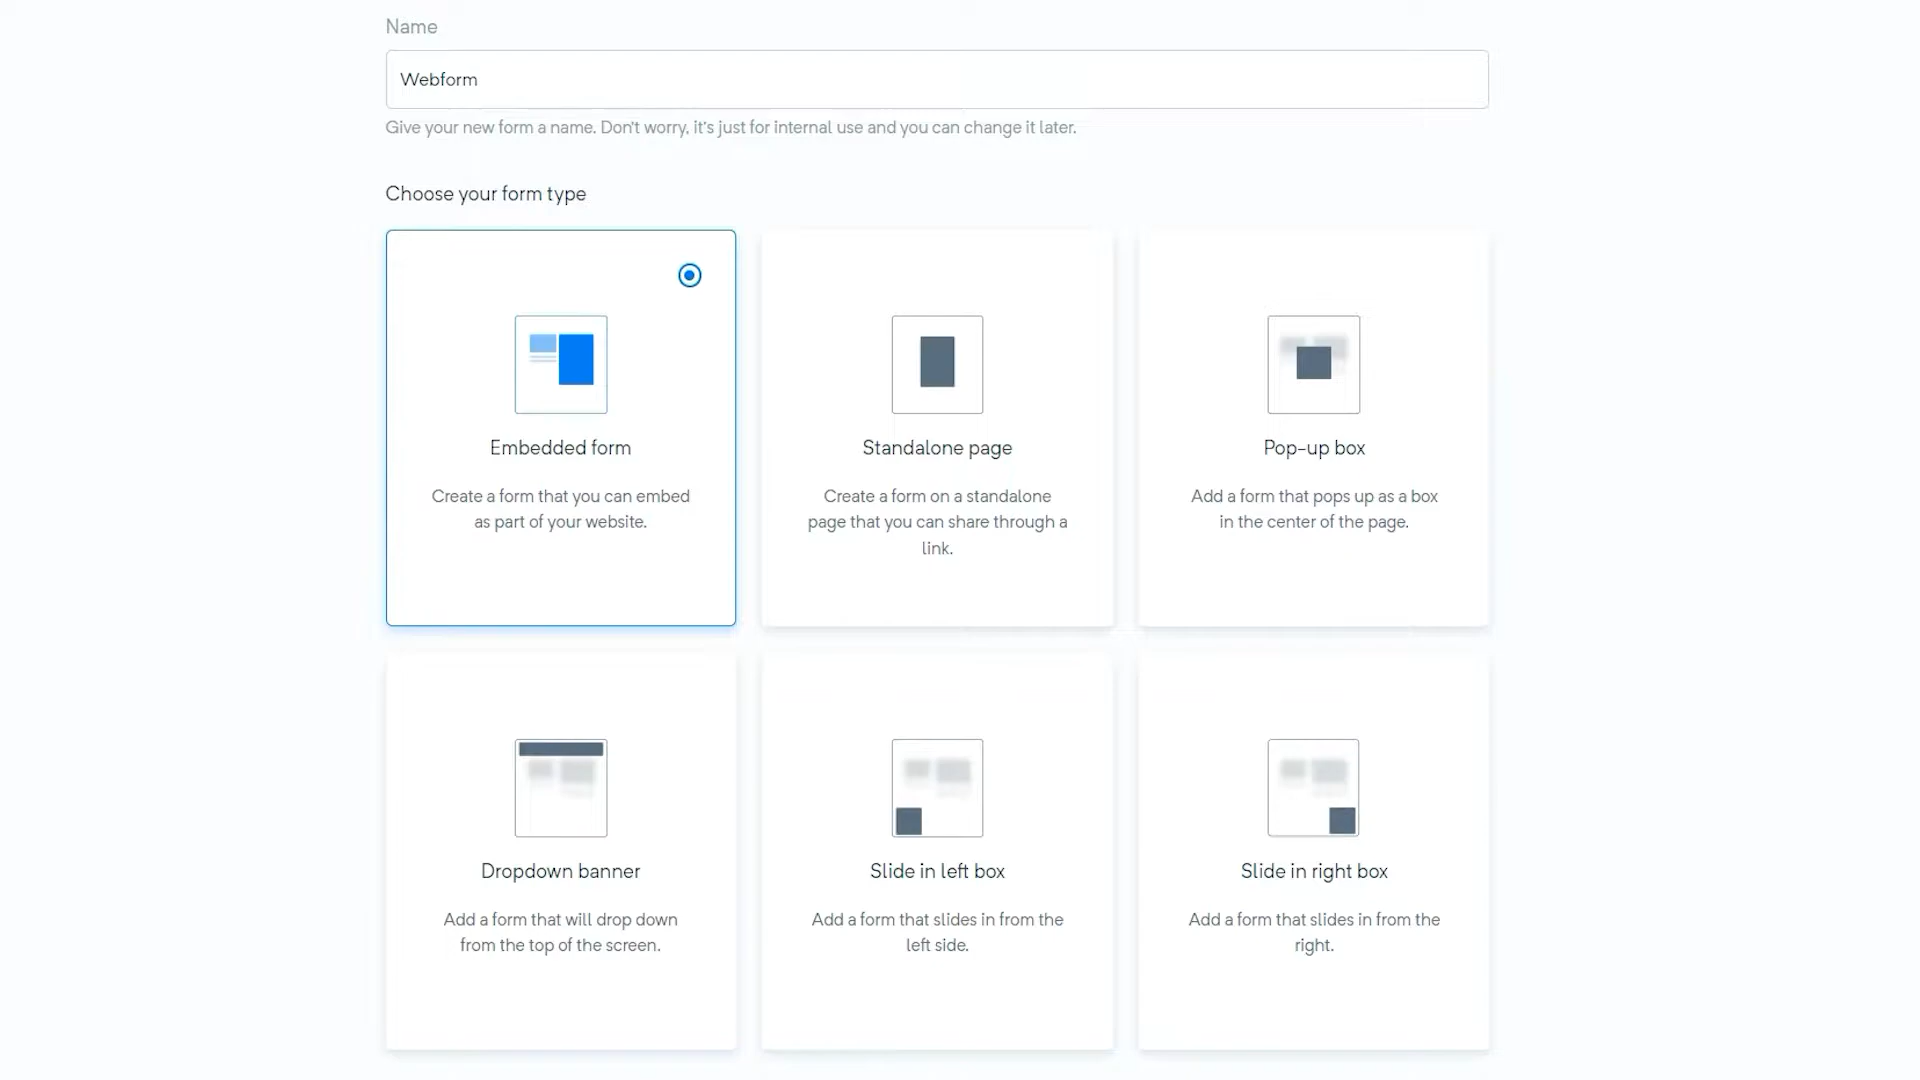 Name
Webform
Give your new form a name. Don't worry, it's just for internal use and you can change it later.
Choose your form type
Embedded form
Create a form that you can embed
as part of your website.
Standalone page
Create a form on a standalone
page that you can share through a
link.
Pop-up box
Add a form that pops up as a box
in the center of the page.
Dropdown banner
Add a form that will drop down
from the top of the screen.
Slide in left box
Add a form that slides in from the
left side.
Slide in right box
Add a form that slides in from the
right.